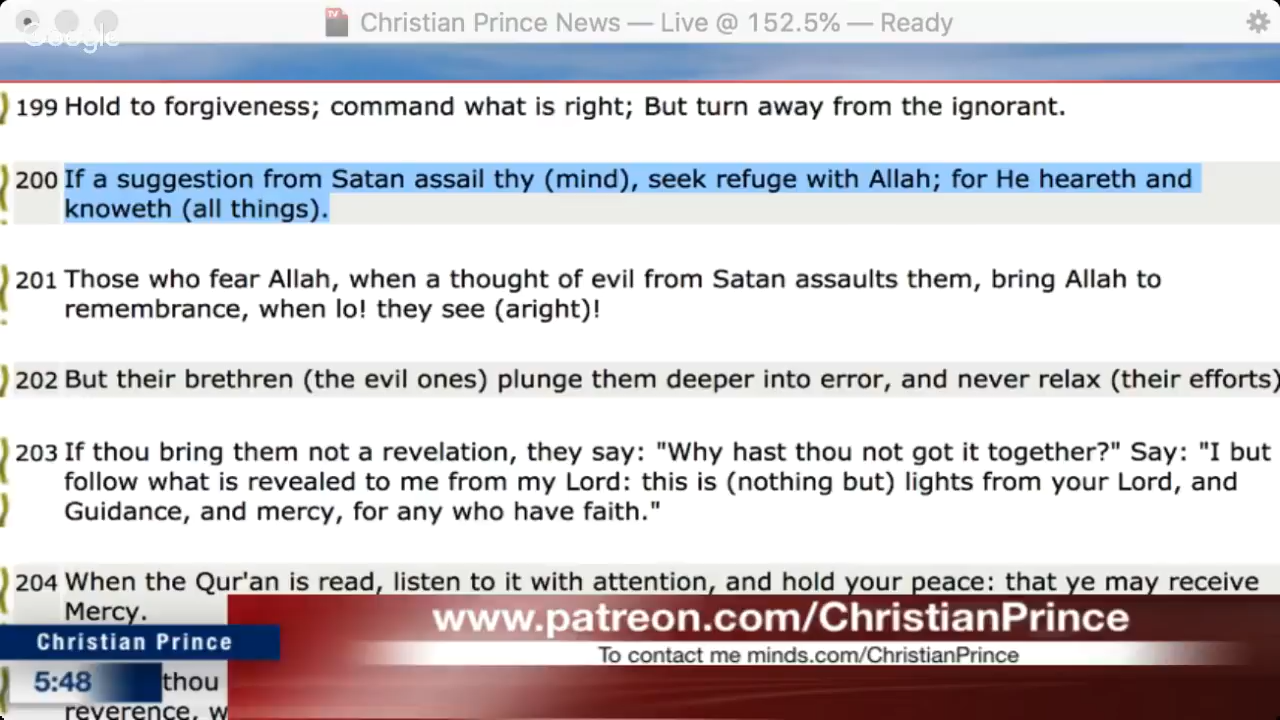 Christian Prince News — Live @ 152.5% — Ready
Google
199 Hold to forgiveness; command what is right; But turn away from the ignorant.
200 If a suggestion from Satan assail thy (mind), seek refuge with Allah; for He heareth and
knoweth (all things).
201 Those who fear Allah, when a thought of evil from Satan assaults them, bring Allah to
remembrance, when lo! they see (aright)!
202 But their brethren (the evil ones) plunge them deeper into error, and never relax (their efforts)
203 If thou bring them not a revelation, they say: "Why hast thou not got it together?" Say: "I but
follow what is revealed to me from my Lord: this is (nothing but) lights from your Lord, and
Guidance, and mercy, for any who have faith."
204 When the Qur'an is read, listen to it with attention, and hold your peace: that ye may receive
Mercy.
www.patreon.com/ChristianPrince
Christian Prince
To contact me minds.com/ChristianPrince
5:48
thou
reverence, w